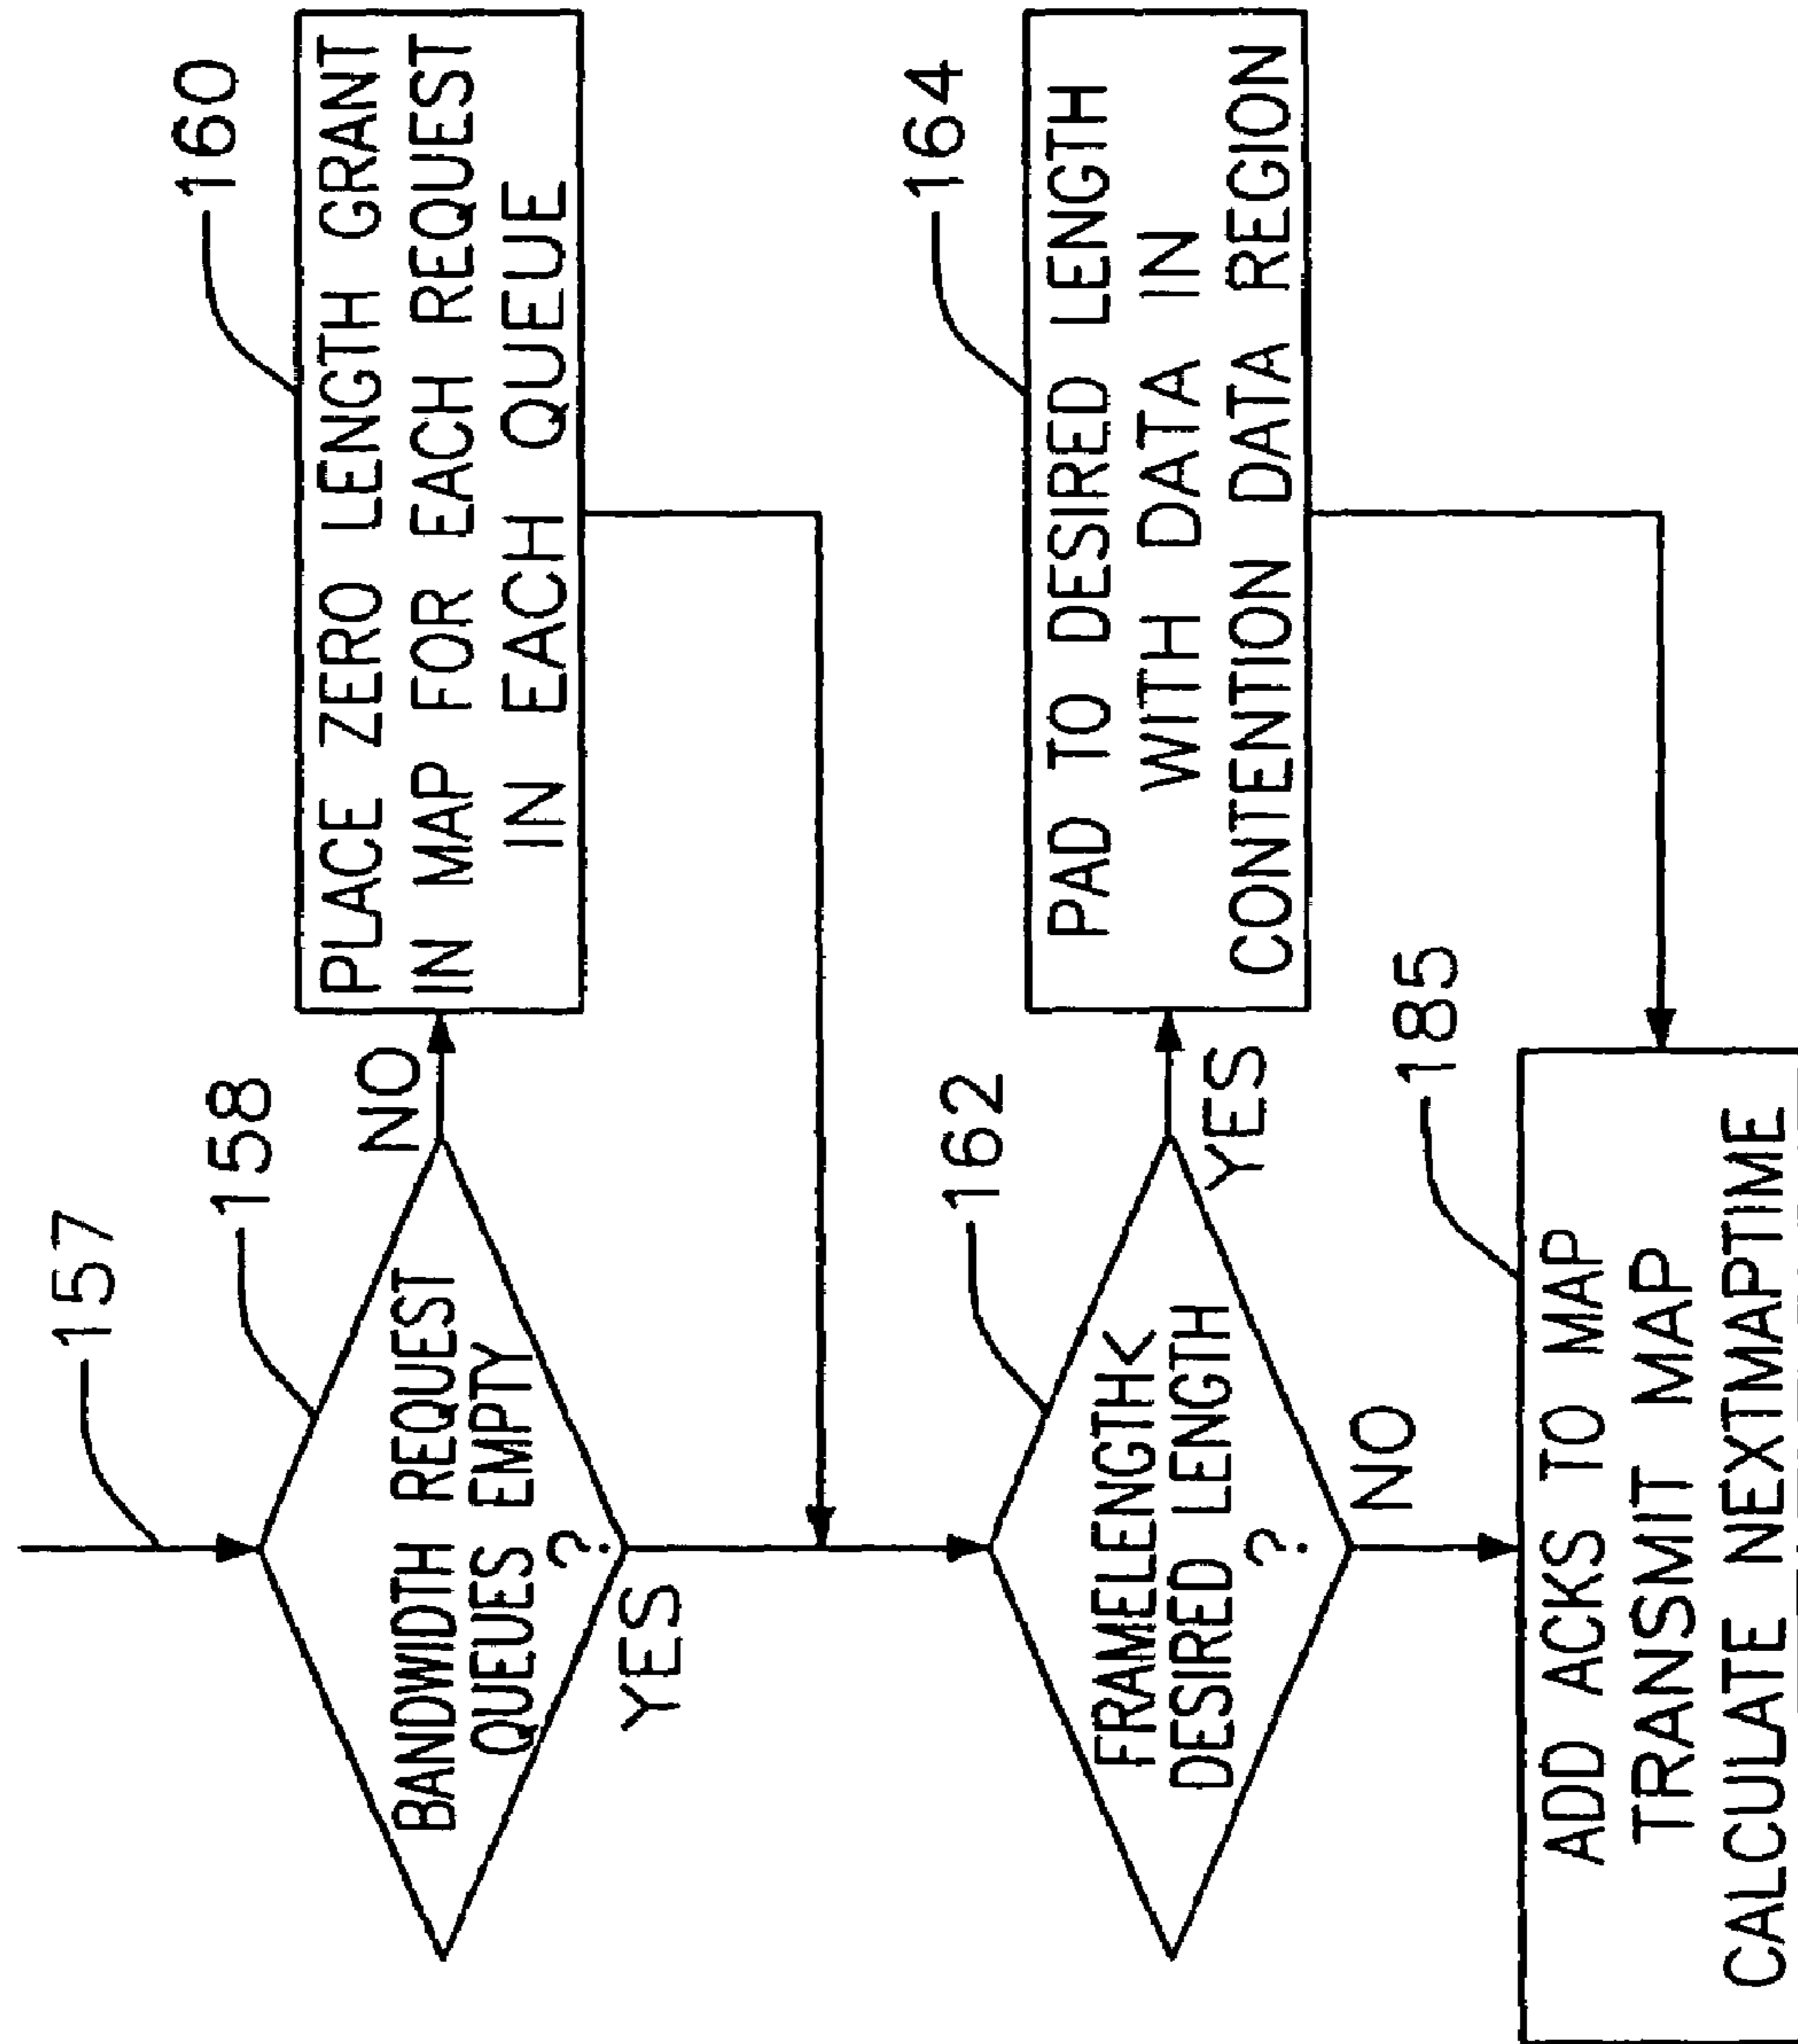 157
158
BANDWIDTH REQUEST
QUEUES EMPTY
?
NO
YES
160
PLACE ZERO LENGTH GRANT
IN MAP FOR EACH REQUEST
IN EACH QUEUE
162
FRAMELENGTH<
DESIRED LENGTH
?
YES
NO
164
PAD TO DESIRED LENGTH
WITH DATA IN
CONTENTION DATA REGION
185
ADD ACKS TO MAP
TRANSMIT MAP
CALCULATE NEXTMAPTIME